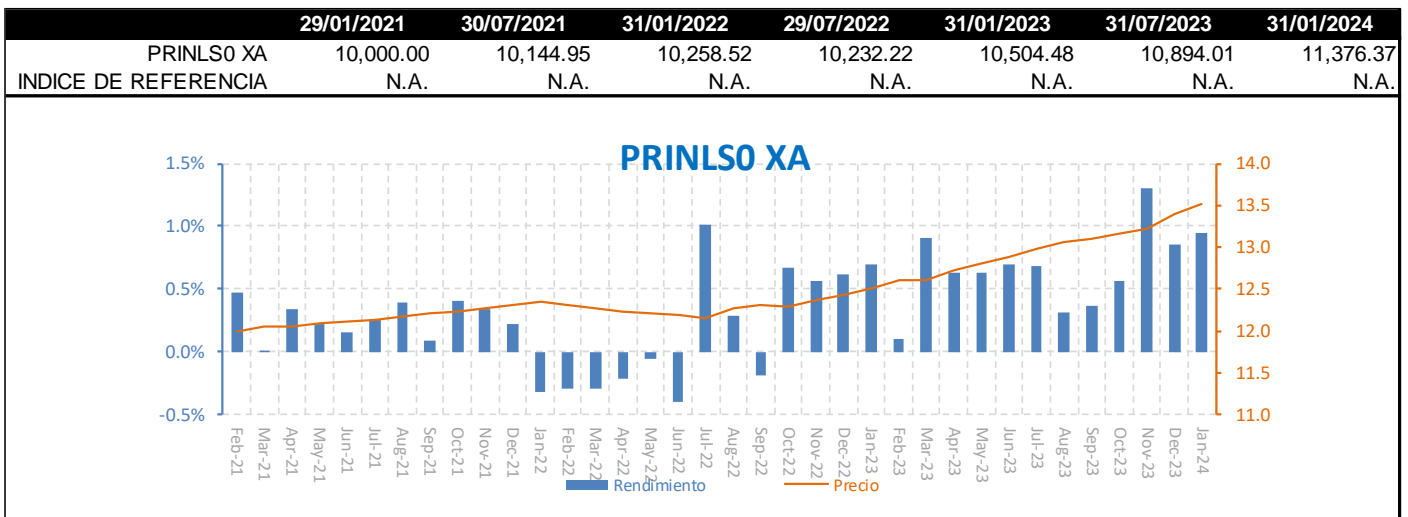 29/01/2021 30/07/2021 31/01/2022 29/07/2022 31/01/2023 31/07/2023 31/01/2024
PRINLS0 XA 10,000.00 10,144.95 10,258.52 10,232.22 10,504.48 10,894.01 11,376.37
INDICE DE REFERENCIA N.A. N.A. N.A. N.A. N.A. N.A. N.A.
PRINLS0 XA
1.5% 14.0
13.5
1.0% 13.0
0.5% 12.5
12.0
0.0% 11.5
-0.5% 11.0
Feb-21 Mar-21 Apr-21 May-21 Jun-21 Jul-21 Aug-21 Sep-21 Oct-21 Nov-21 Dec-21 Jan-22 Feb-22 Mar-22 Apr-22 May-22 Jun-22 Jul-22 Aug-22 Sep-22 Oct-22 Nov-22 Dec-22 Jan-23 Feb-23 Mar-23 Apr-23 May-23 Jun-23 Jul-23 Aug-23 Sep-23 Oct-23 Nov-23 Dec-23 Jan-24
Rendimiento Precio